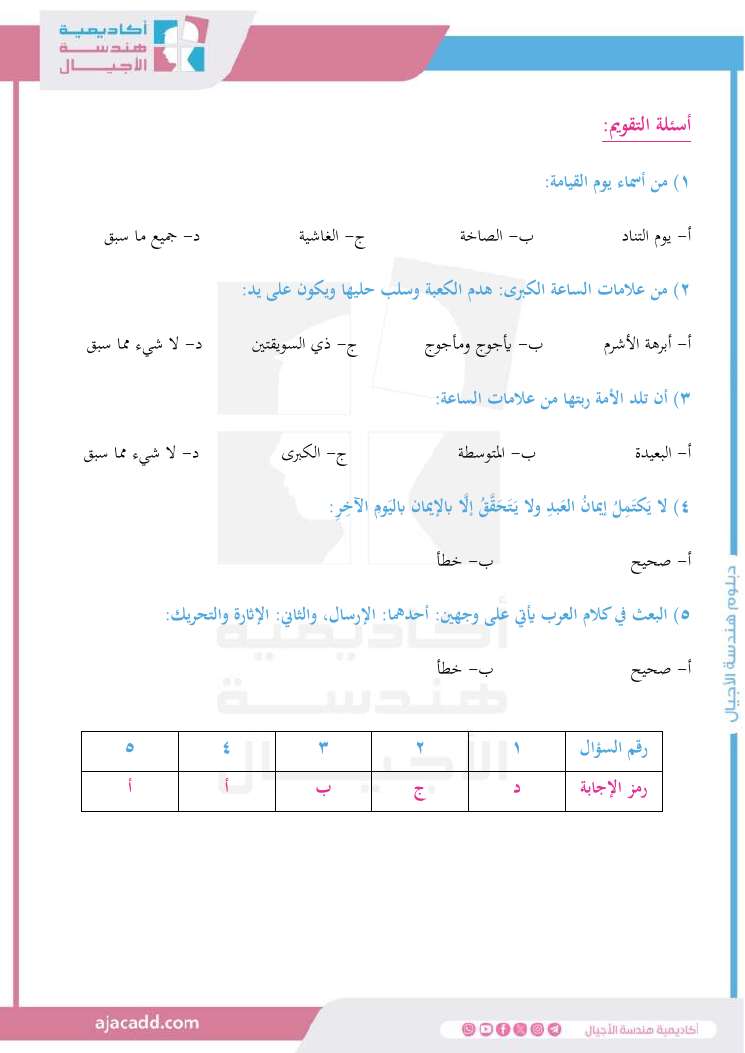 أكاديمية
هندسة
الأجيال
أسئلة التقويم:
١) من أسماء يوم القيامة:
أ- يوم التناد ب- الصاخة ج- الغاشية د- جميع ما سبق
٢) من علامات الساعة الكبرى: هدم الكعبة وسلب حليها ويكون على يد:
أ- أبرهة الأشرم ب- يأجوج ومأجوج ج- ذي السويقتين د- لا شيء مما سبق
٣) أن تلد الأمة ربتها من علامات الساعة:
أ- البعيدة ب- المتوسطة ج- الكبرى د- لا شيء مما سبق
٤) لا يَكتَمِلُ إيمانُ العَبدِ ولا يَتَحَقَّقُ إلَّا بالإيمان باليَومِ الآخِرِ:
أ- صحيح ب- خطأ
٥) البعث في كلام العرب يأتي على وجهين: أحدهما: الإرسال، والثاني: الإثارة والتحريك:
أ- صحيح ب- خطأ
أكاديمية
هندسة
الأجيال
رقم السؤال ١ ٢ ٣ ٤ ٥
رمز الإجابة د ج ب أ أ
دبلوم هندسة الأجيال
أكاديمية هندسة الأجيال
ajacadd.com